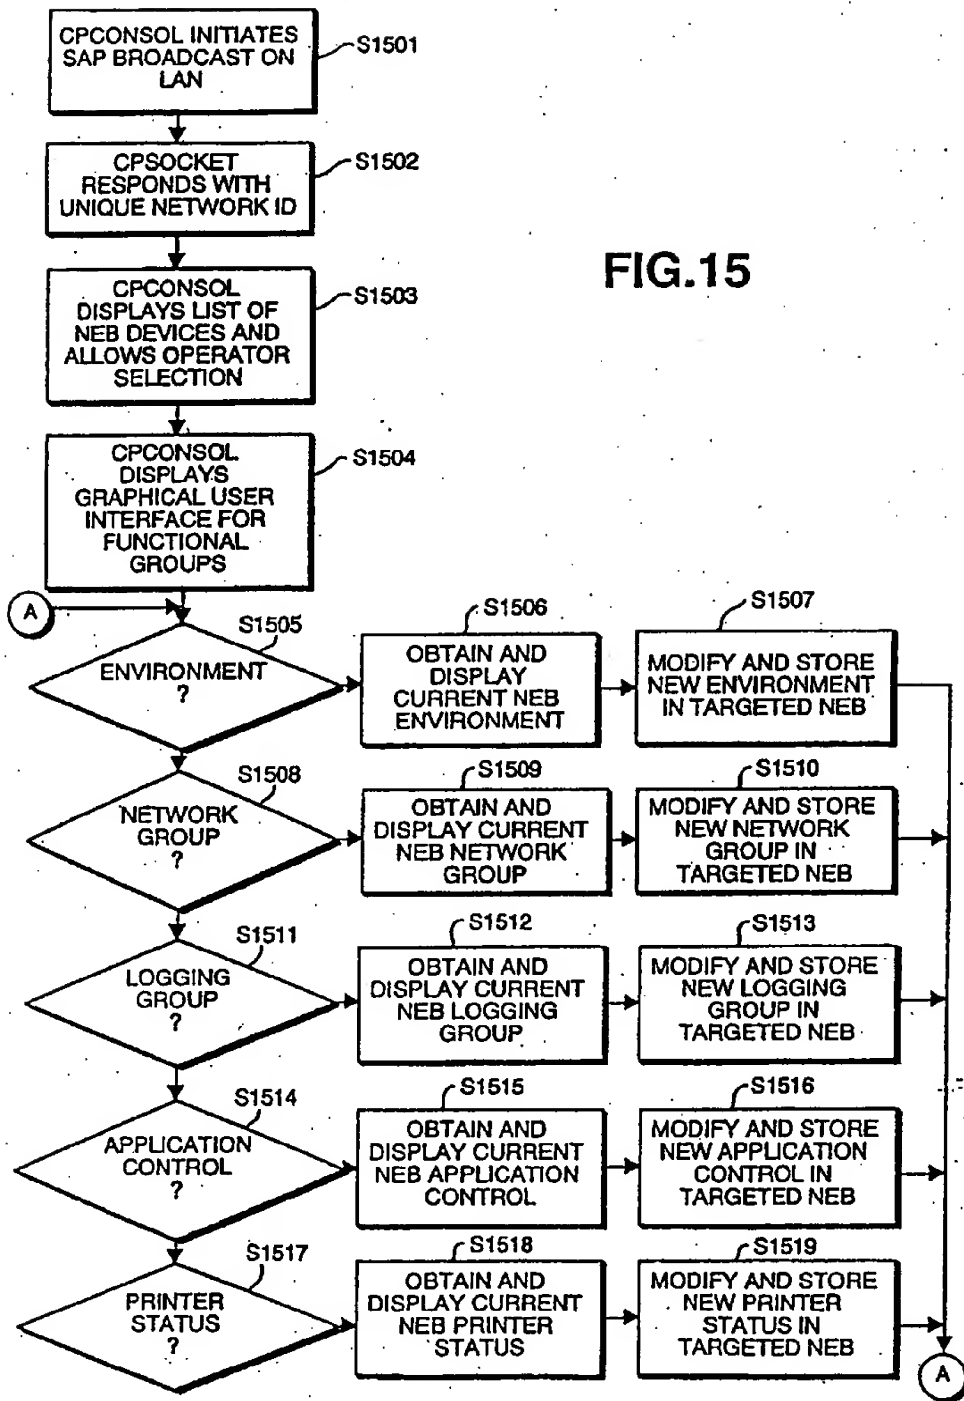 CPCONSOL INITIATES
SAP BROADCAST ON
LAN
S1501
CPSOCKET
RESPONDS WITH
UNIQUE NETWORK ID
S1502
FIG.15
CPCONSOL
DISPLAYS LIST OF
NEB DEVICES AND
ALLOWS OPERATOR
SELECTION
S1503
CPCONSOL
DISPLAYS
GRAPHICAL USER
INTERFACE FOR
FUNCTIONAL
GROUPS
S1504
A
ENVIRONMENT
?
S1505
OBTAIN AND
DISPLAY
CURRENT NEB
ENVIRONMENT
S1506
MODIFY AND STORE
NEW ENVIRONMENT
IN TARGETED NEB
S1507
NETWORK
GROUP
?
S1508
OBTAIN AND
DISPLAY CURRENT
NEB NETWORK
GROUP
S1509
MODIFY AND STORE
NEW NETWORK
GROUP IN
TARGETED NEB
S1510
LOGGING
GROUP
?
S1511
OBTAIN AND
DISPLAY CURRENT
NEB LOGGING
GROUP
S1512
MODIFY AND STORE
NEW LOGGING
GROUP IN
TARGETED NEB
S1513
APPLICATION
CONTROL
?
S1514
OBTAIN AND
DISPLAY CURRENT
NEB APPLICATION
CONTROL
S1515
MODIFY AND STORE
NEW APPLICATION
CONTROL IN
TARGETED NEB
S1516
PRINTER
STATUS
?
S1517
OBTAIN AND
DISPLAY CURRENT
NEB PRINTER
STATUS
S1518
MODIFY AND STORE
NEW PRINTER
STATUS IN
TARGETED NEB
S1519
A